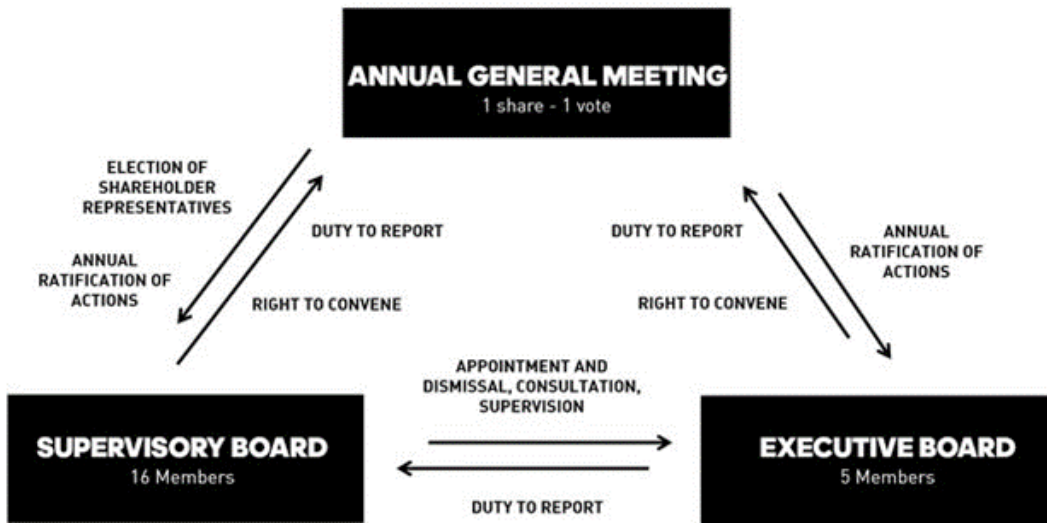 ANNUAL GENERAL MEETING
1 share - 1 vote
ELECTION OF
SHAREHOLDER
REPRESENTATIVES
DUTY TO REPORT
DUTY TO REPORT
ANNUAL
RATIFICATION OF
ACTIONS
ANNUAL
RATIFICATION OF
ACTIONS
RIGHT TO CONVENE
RIGHT TO CONVENE
APPOINTMENT AND
DISMISSAL, CONSULTATION,
SUPERVISION
SUPERVISORY BOARD
16 Members
EXECUTIVE BOARD
5 Members
DUTY TO REPORT